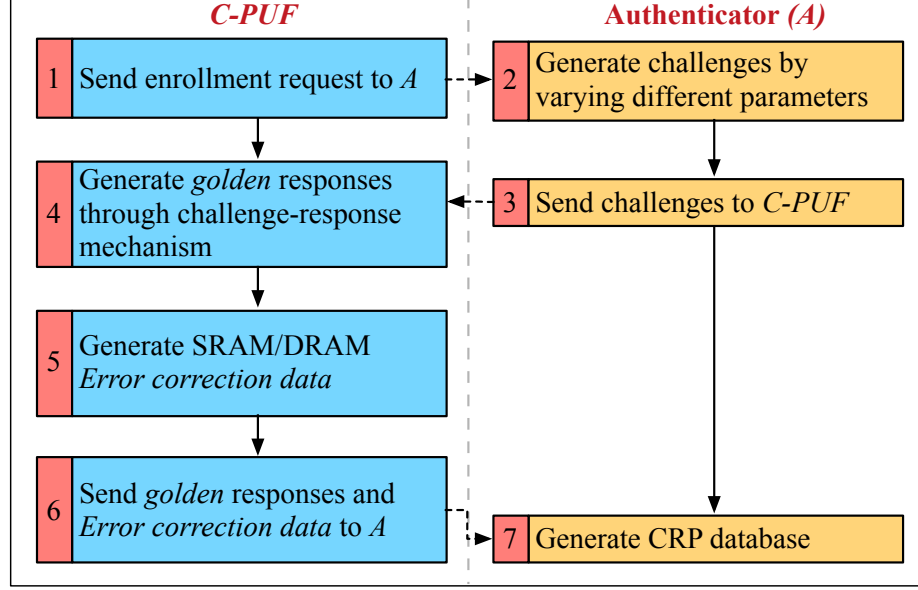 C-PUF
Authenticator (A)
1
Send enrollment request to A
2
Generate challenges by
varying different parameters
3
Send challenges to C-PUF
4
Generate golden responses
through challenge-response
mechanism
5
Generate SRAM/DRAM
Error correction data
6
Send golden responses and
Error correction data to A
7
Generate CRP database